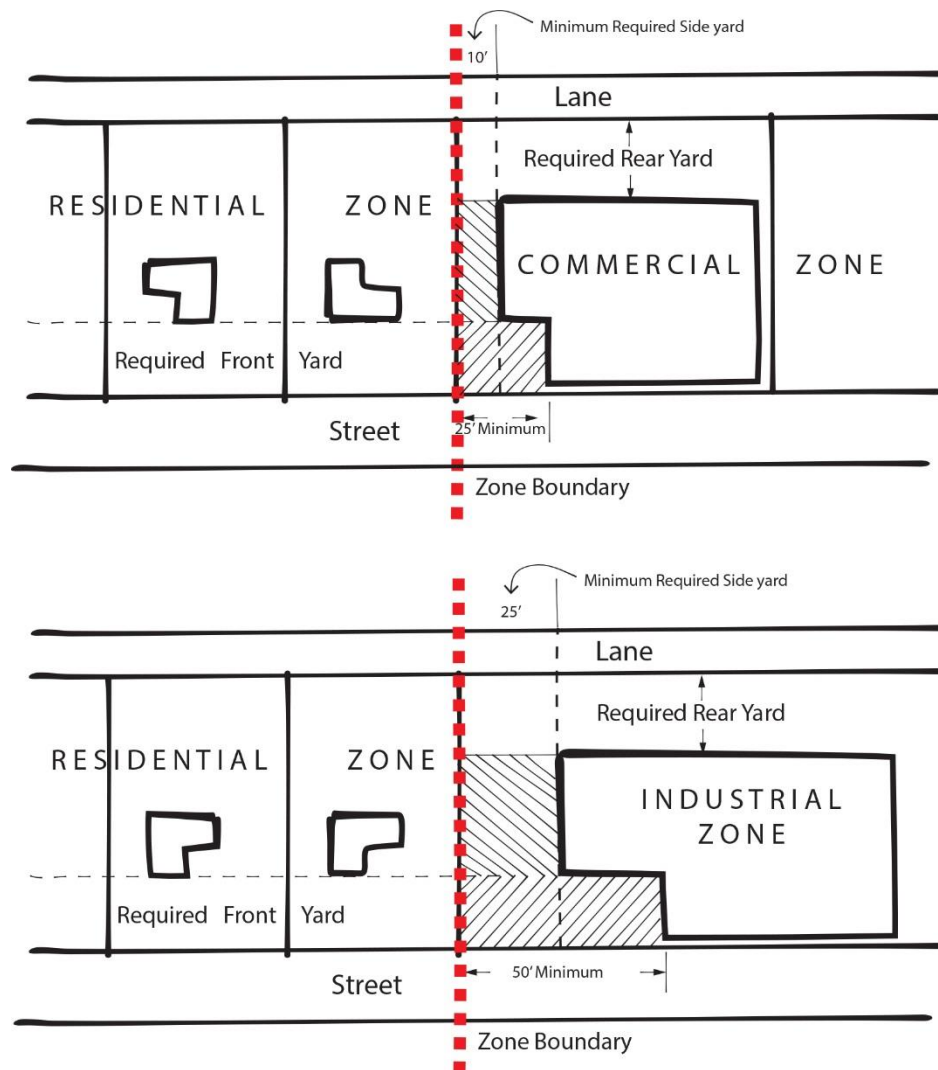 Minimum Required Side yard
10'
Lane
Required Rear Yard
RESIDENTIAL ZONE
COMMERCIAL ZONE
Required Front Yard
Street
25' Minimum
Zone Boundary
Minimum Required Side yard
25'
Lane
Required Rear Yard
RESIDENTIAL ZONE
INDUSTRIAL
ZONE
Required Front Yard
50' Minimum
Street
Zone Boundary